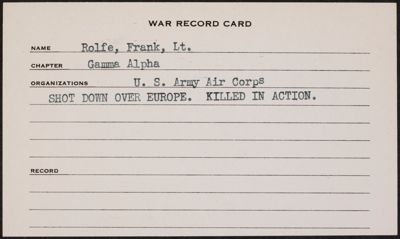 WAR RECORD CARD
NAME Rolfe, Frank, Lt.
CHAPTER Gamma Alpha
ORGANIZATIONS U. S. Army Air Corps
SHOT DOWN OVER EUROPE. KILLED IN ACTION.
RECORD